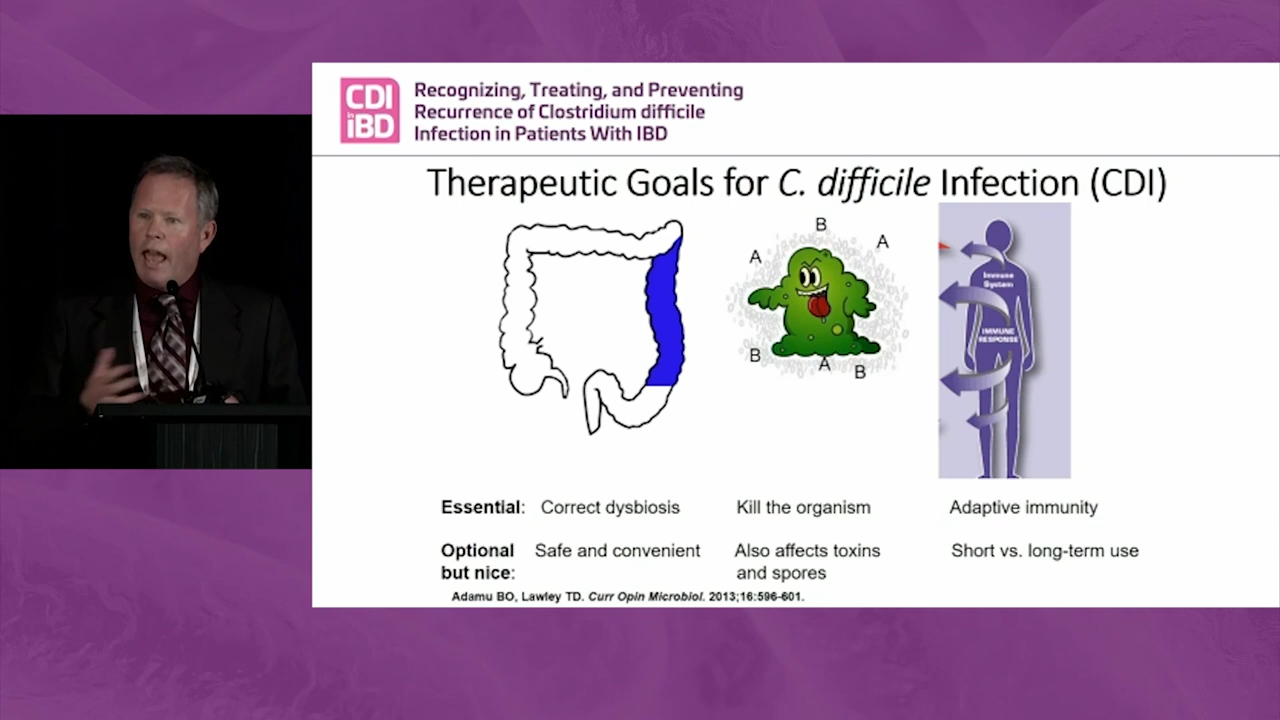 CDI
in
IBD
Recognizing, Treating, and Preventing
Recurrence of Clostridium difficile
Infection in Patients With IBD
Therapeutic Goals for C. difficile Infection (CDI)
B
A
A
B
A
B
Immune
System
IMMUNE
RESPONSE
Essential: Correct dysbiosis Kill the organism Adaptive immunity
Optional Safe and convenient Also affects toxins Short vs. long-term use
but nice: and spores
Adamu BO, Lawley TD. Curr Opin Microbiol. 2013;16:596-601.